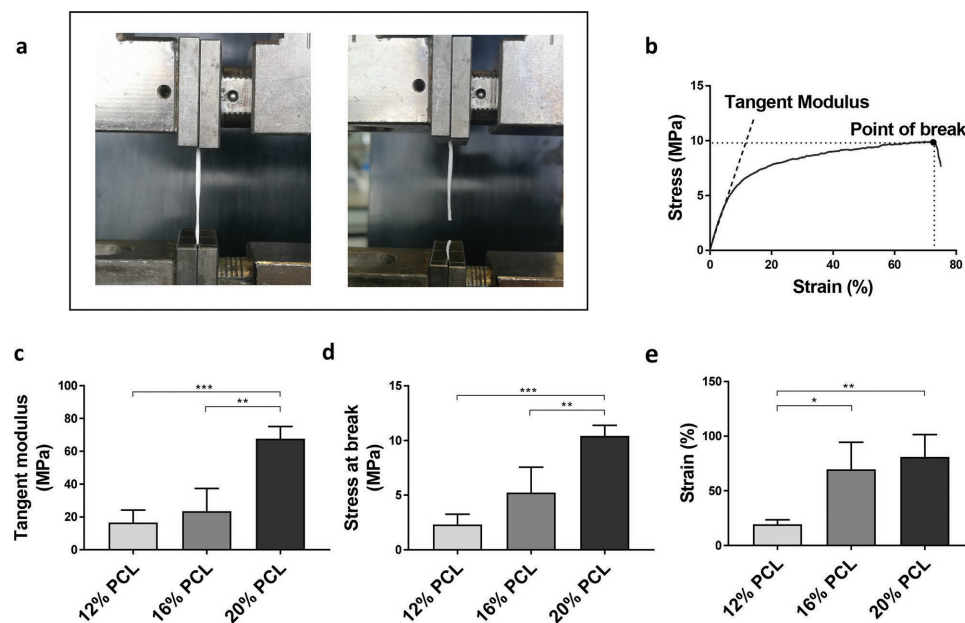 a
b
Stress (MPa)
15
10
5
0
Tangent Modulus
Point of break
0 20 40 60 80
Strain (%)
c
Tangent modulus
(MPa)
100
80
60
40
20
0
***
**
12% PCL
16% PCL
20% PCL
d
Stress at break
(MPa)
15
10
5
0
***
**
12% PCL
16% PCL
20% PCL
e
Strain (%)
150
100
50
0
**
*
12% PCL
16% PCL
20% PCL